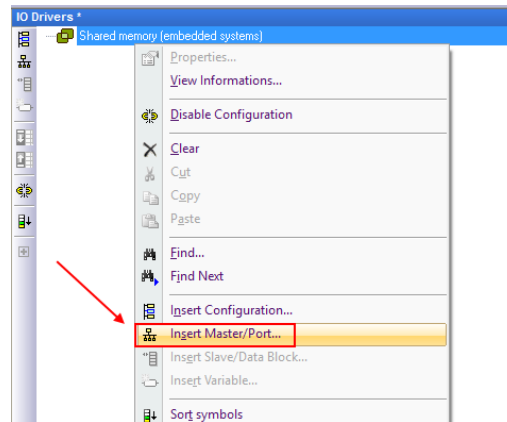 IO Drivers *
Shared memory (embedded systems)
Properties...
View Informations...
Disable Configuration
Clear
Cut
Copy
Paste
Find...
Find Next
Insert Configuration...
Insert Master/Port...
Insert Slave/Data Block...
Insert Variable...
Sort symbols